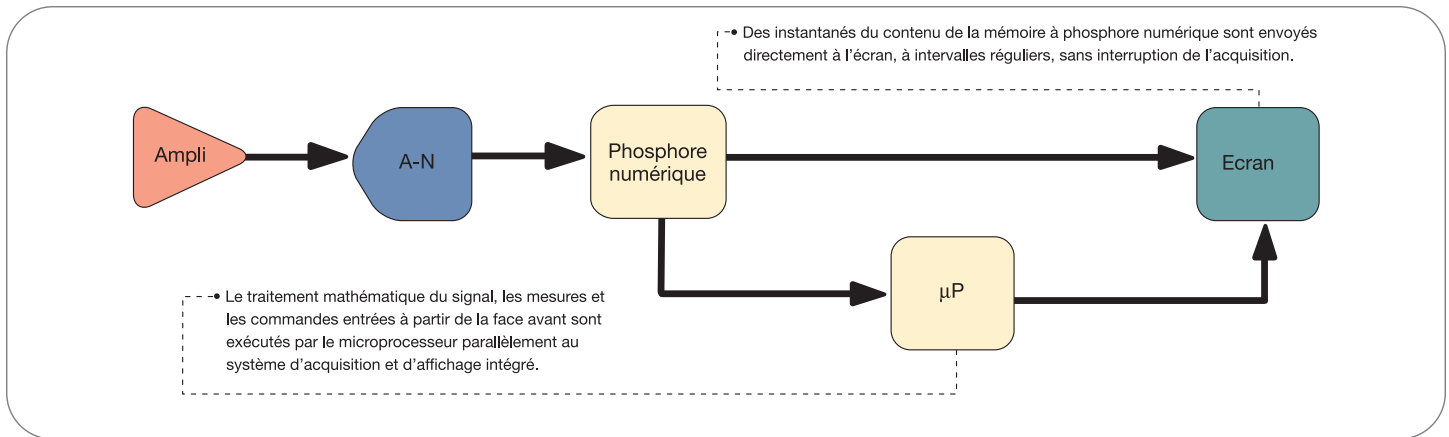 Des instantanés du contenu de la mémoire à phosphore numérique sont envoyés
directement à l'écran, à intervalles réguliers, sans interruption de l'acquisition.
Ampli
A-N
Phosphore
numérique
Ecran
µP
Le traitement mathématique du signal, les mesures et
les commandes entrées à partir de la face avant sont
exécutés par le microprocesseur parallèlement au
système d'acquisition et d'affichage intégré.